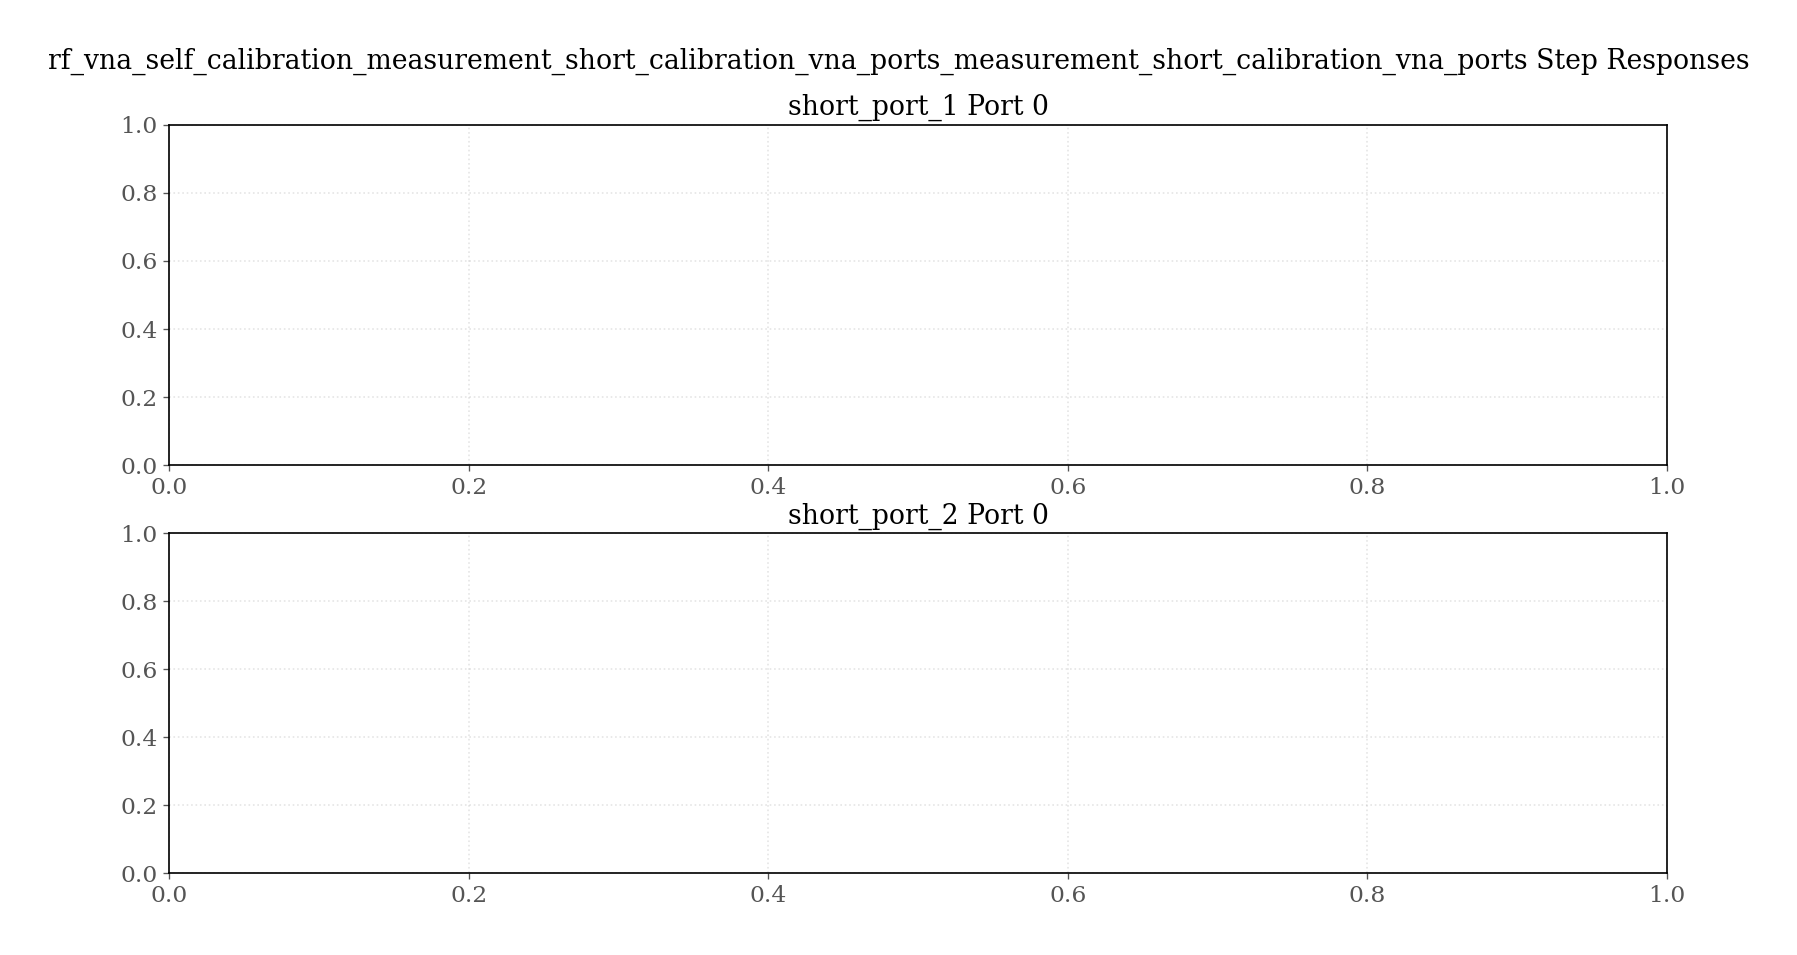 rf_vna_self_calibration_measurement_short_calibration_vna_ports_measurement_short_calibration_vna_ports Step Responses
short_port_1 Port 0
1.0
0.8
0.6
0.4
0.2
0.0
0.0 0.2 0.4 0.6 0.8 1.0
short_port_2 Port 0
1.0
0.8
0.6
0.4
0.2
0.0
0.0 0.2 0.4 0.6 0.8 1.0